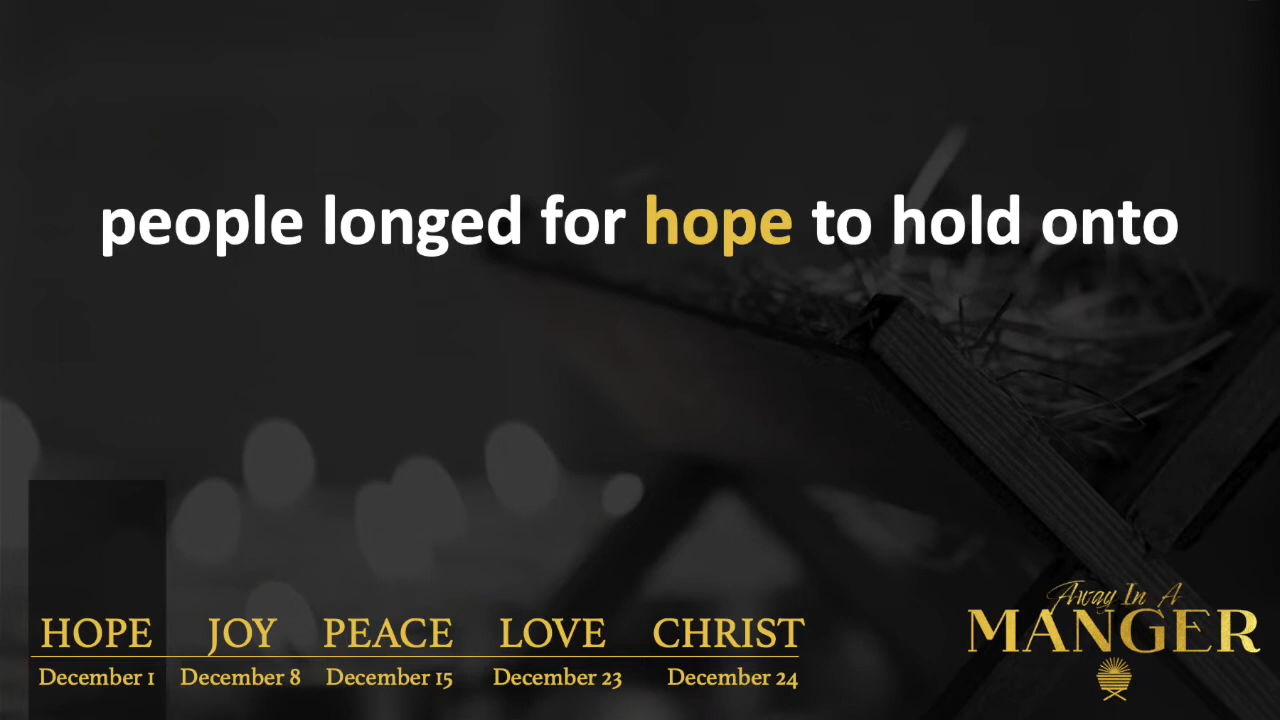 people longed for hope to hold onto
HOPE JOY PEACE LOVE CHRIST
December 1 December 8 December 15 December 23 December 24
Away In A
MANGER